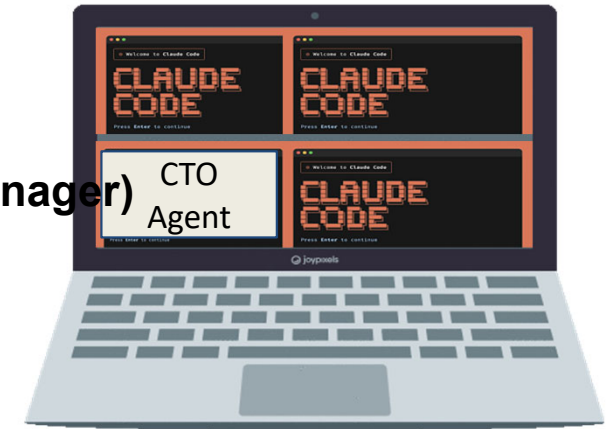 Welcome to Claude Code
CLAUDE
CODE
Press Enter to continue
Welcome to Claude Code
CLAUDE
CODE
Press Enter to continue
nager)
CTO
Agent
Press Enter to continue
Welcome to Claude Code
CLAUDE
CODE
Press Enter to continue
joypixels